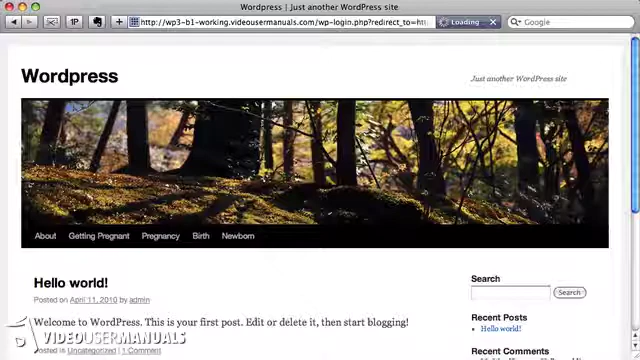 Wordpress | Just another WordPress site
1P
http://wp3-b1-working.videousermanuals.com/wp-login.php?redirect_to=htt
Loading
Google
Wordpress
Just another WordPress site
About Getting Pregnant Pregnancy Birth Newborn
Hello world!
Posted on April 11, 2010 by admin
Welcome to WordPress. This is your first post. Edit or delete it, then start blogging!
Posted in Uncategorized | 1 Comment
Search
Search
Recent Posts
Hello world!
Recent Comments
VIDEOUSERMANUALS